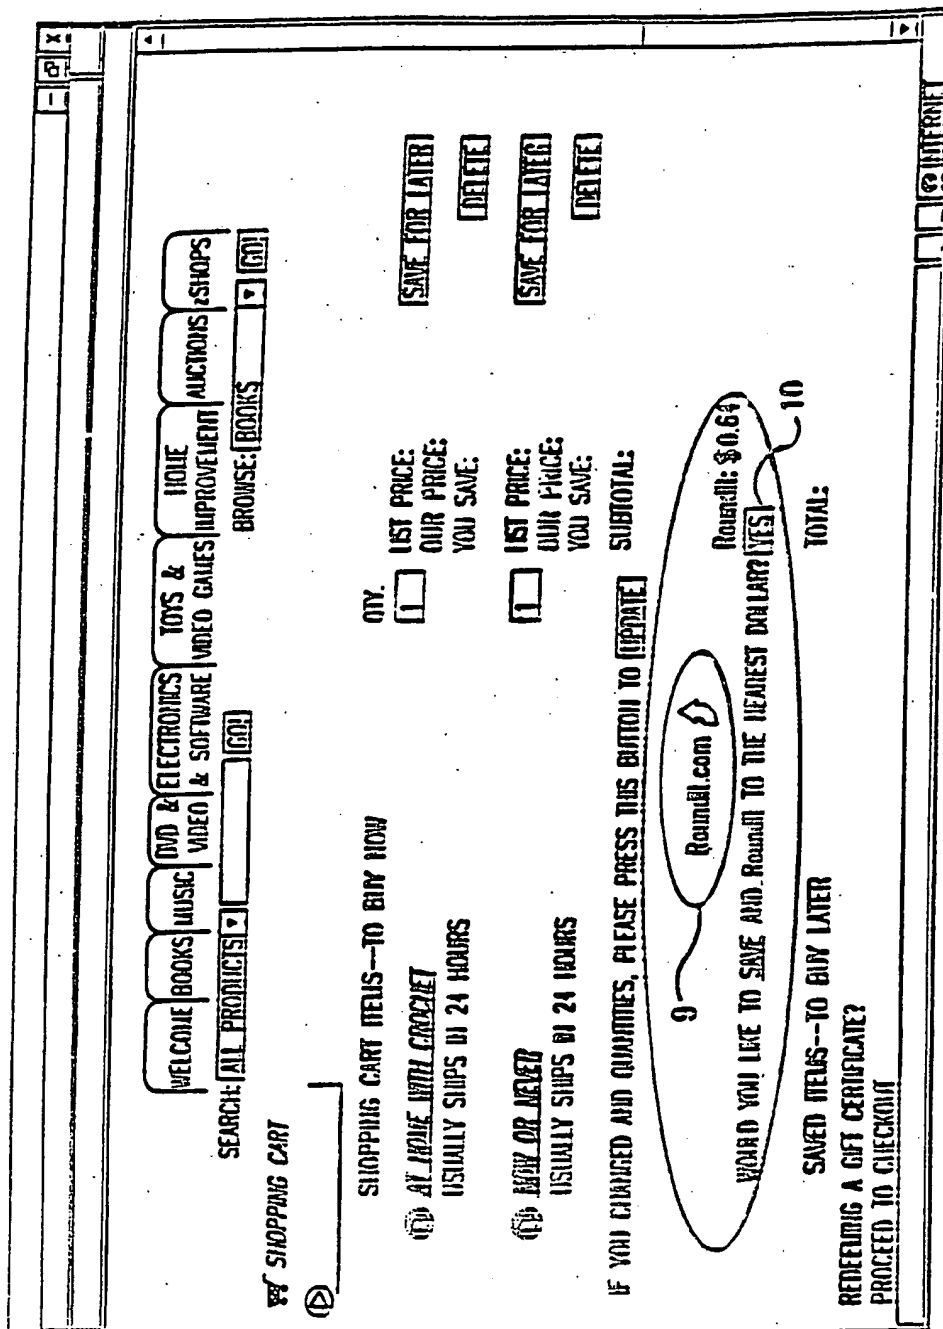 WELCOME BOOKS MUSIC DVD & VIDEO ELECTRONICS & SOFTWARE TOYS & VIDEO GAMES HOME IMPROVEMENT AUCTIONS zSHOPS
SEARCH: ALL PRODUCTS GO! BROWSE: BOOKS GO!
SHOPPING CART
SHOPPING CART ITEMS--TO BUY NOW QTY.
AT HOME WITH CROCHET 1 LIST PRICE: SAVE FOR LATER
USUALLY SHIPS IN 24 HOURS OUR PRICE:
YOU SAVE: DELETE
NOW OR NEVER 1 LIST PRICE: SAVE FOR LATER
USUALLY SHIPS IN 24 HOURS OUR PRICE:
YOU SAVE: DELETE
IF YOU CHANGED AND QUANTITIES, PLEASE PRESS THIS BUTTON TO UPDATE SUBTOTAL:
9 RoundIt.com RoundIt: $0.64
WOULD YOU LIKE TO SAVE AND RoundIt TO THE NEAREST DOLLAR? YES 10
SAVED ITEMS--TO BUY LATER TOTAL:
REDEEMING A GIFT CERTIFICATE?
PROCEED TO CHECKOUT
INTERNET